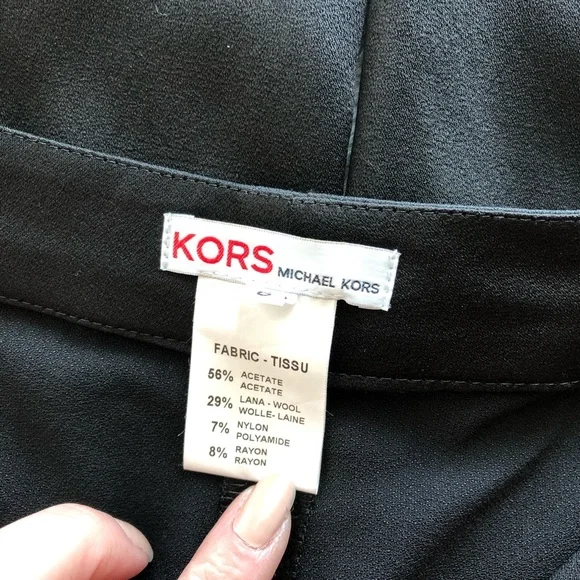 KORS MICHAEL KORS
FABRIC - TISSU
56% ACETATE
ACETATE
29% LANA - WOOL
WOLLE- LAINE
7% NYLON
POLYAMIDE
8% RAYON
RAYON